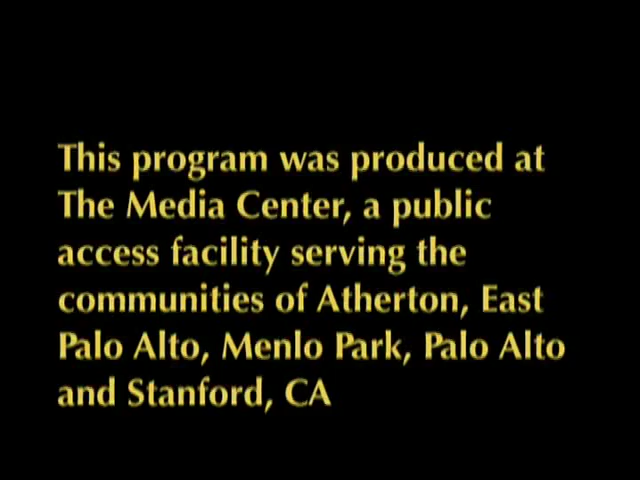 This program was produced at
The Media Center, a public
access facility serving the
communities of Atherton, East
Palo Alto, Menlo Park, Palo Alto
and Stanford, CA